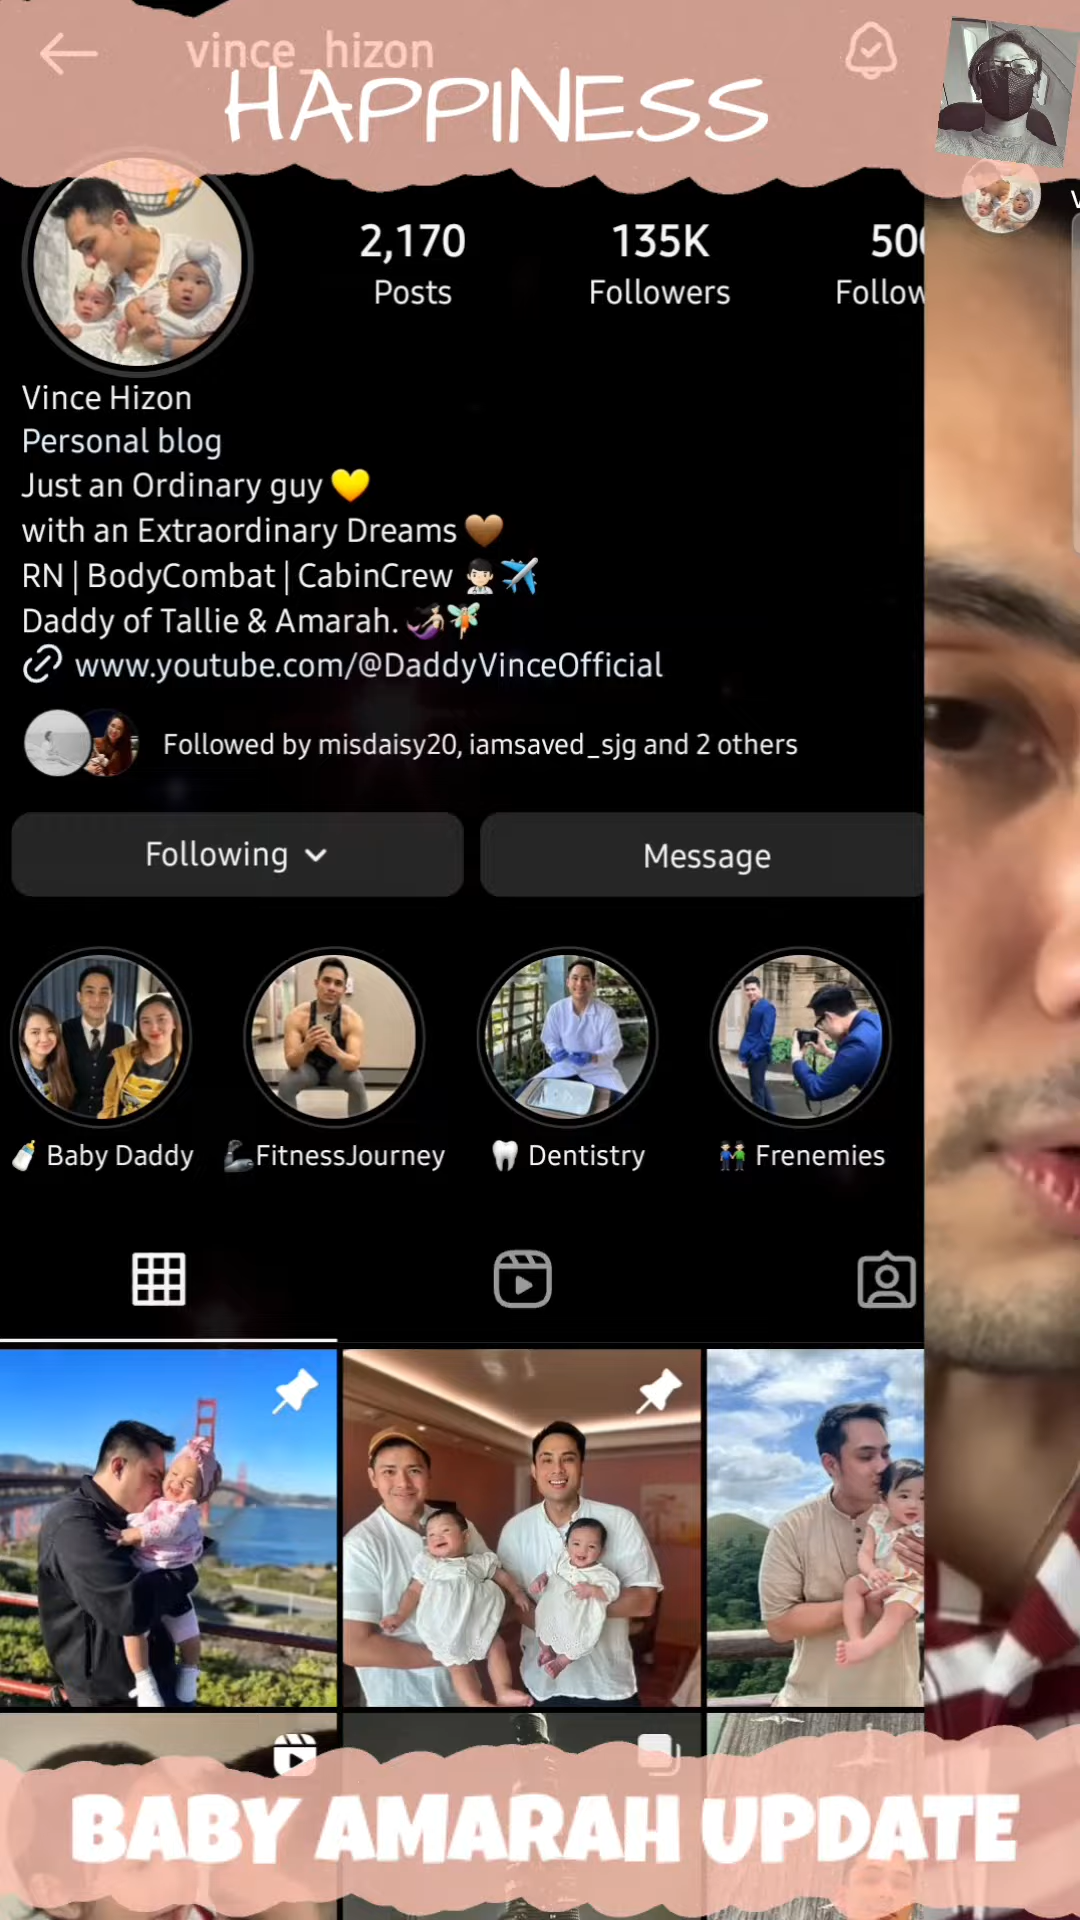 vince_hizon
HAPPINESS
2,170
Posts
135K
Followers
Vince Hizon
Personal blog
Just an Ordinary guy 💛
with an Extraordinary Dreams 🤎
RN | BodyCombat | CabinCrew 👨🏻‍⚕️✈️
Daddy of Tallie & Amarah. 🧜🏻‍♀️🧚
www.youtube.com/@DaddyVinceOfficial
Followed by misdaisy20, iamsaved_sjg and 2 others
Following
Message
🍼 Baby Daddy
🦾FitnessJourney
🦷 Dentistry
👬 Frenemies
BABY AMARAH UPDATE